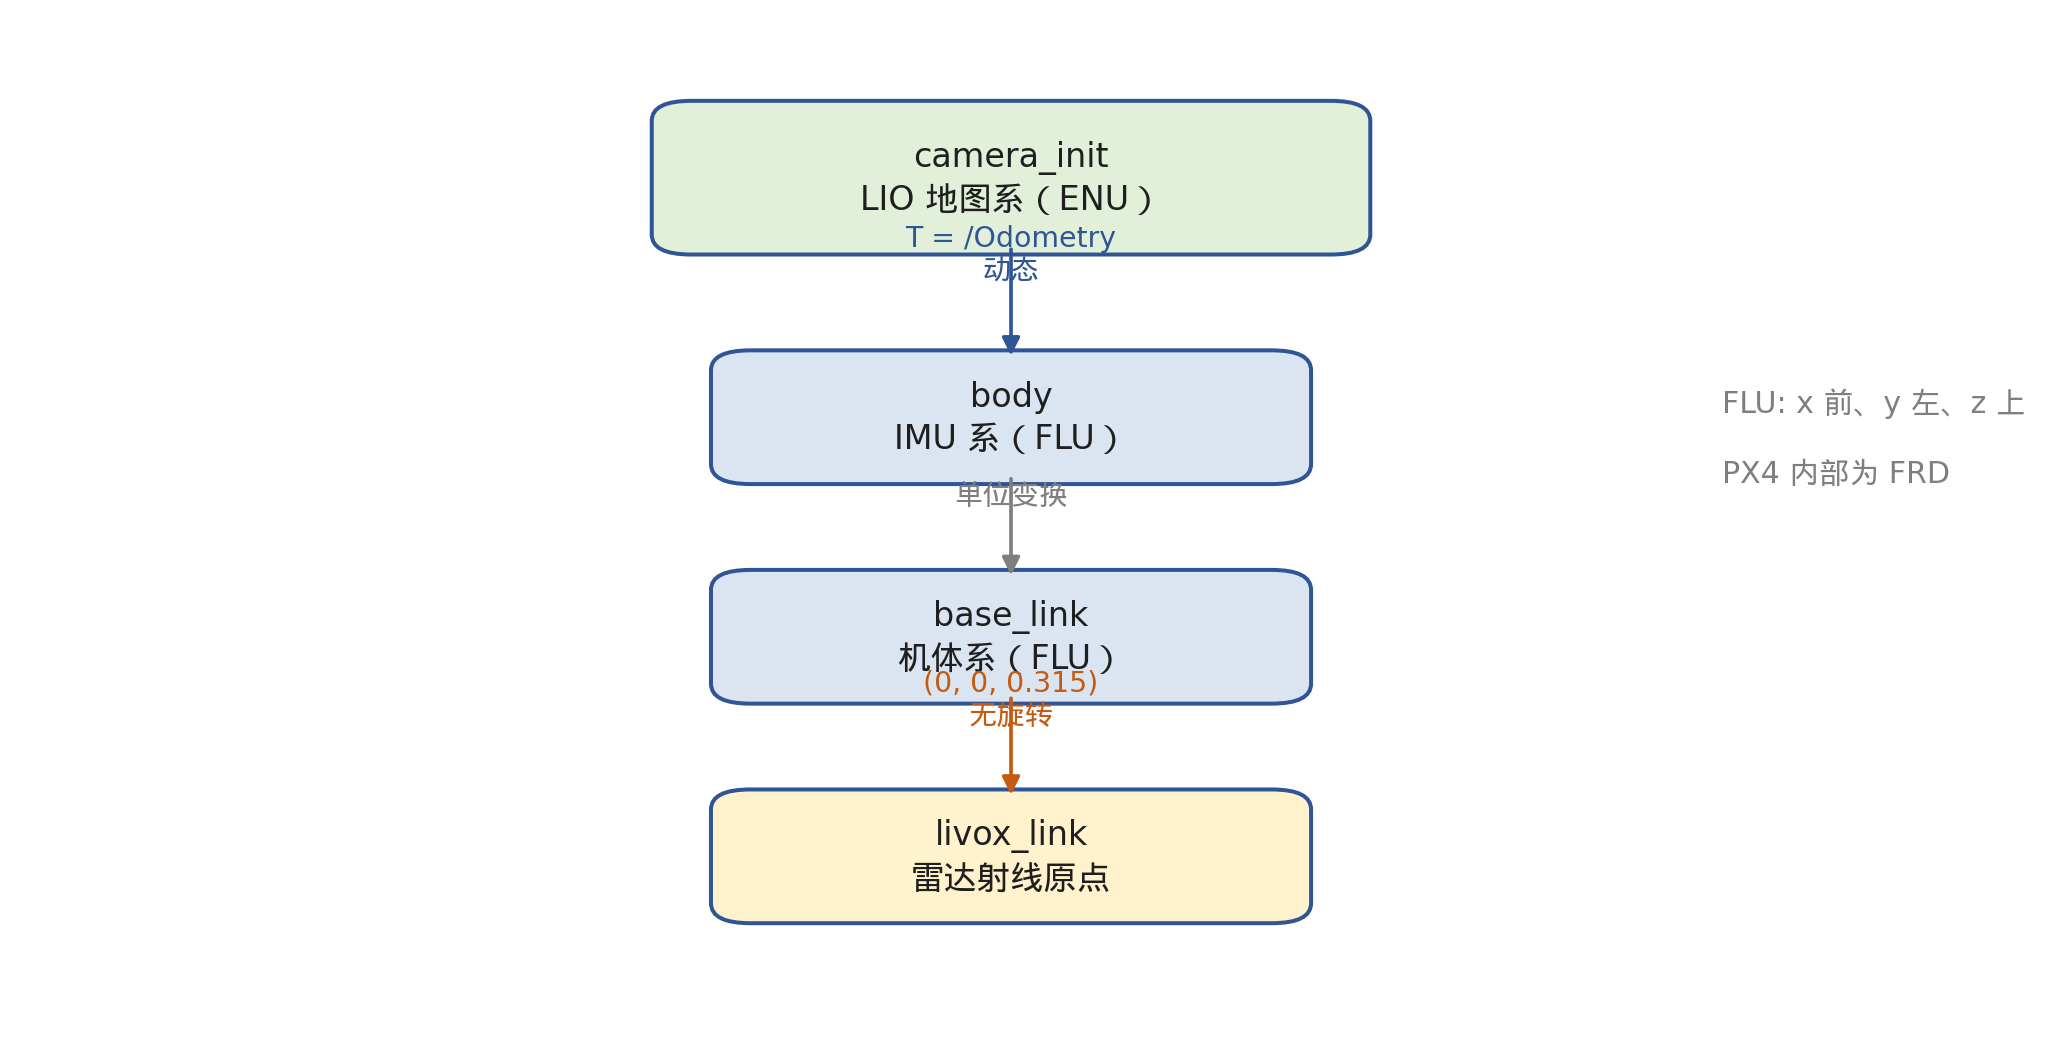 camera_init
LIO 地图系（ENU）
T = /Odometry
动态
body
IMU 系（FLU）
FLU: x 前、y 左、z 上
PX4 内部为 FRD
单位变换
base_link
机体系（FLU）
(0, 0, 0.315)
无旋转
livox_link
雷达射线原点